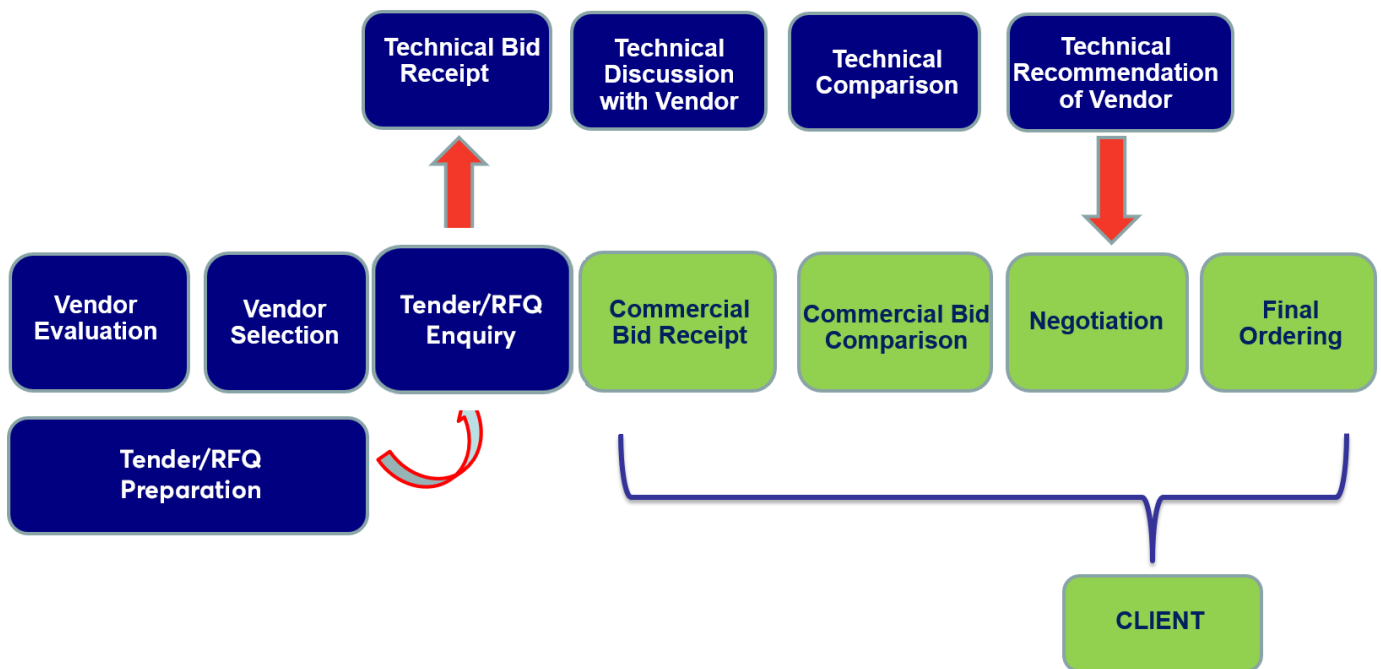 Technical Bid
Receipt
Technical
Discussion
with Vendor
Technical
Comparison
Technical
Recommendation
of Vendor
Vendor
Evaluation
Vendor
Selection
Tender/RFQ
Enquiry
Commercial
Bid Receipt
Commercial Bid
Comparison
Negotiation
Final
Ordering
Tender/RFQ
Preparation
CLIENT